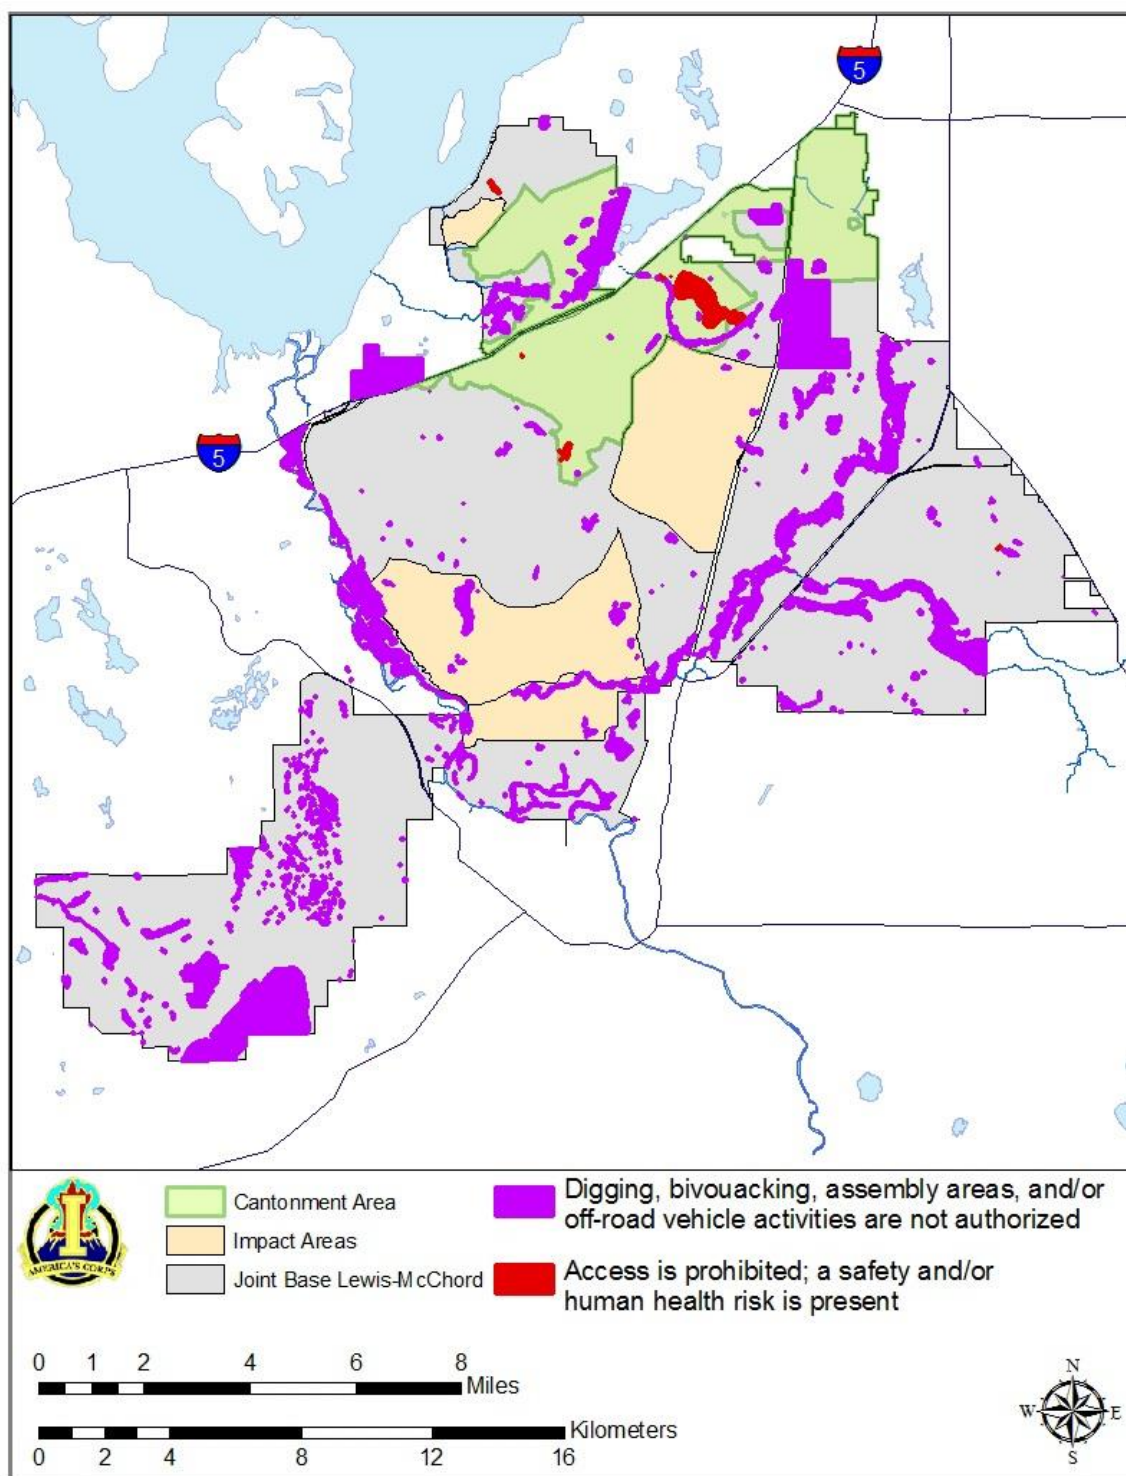 5
5
Cantonment Area
Impact Areas
Joint Base Lewis-McChord
Digging, bivouacking, assembly areas, and/or
off-road vehicle activities are not authorized
Access is prohibited; a safety and/or
human health risk is present
I
AMERICA'S CORPS
0 1 2 4 6 8
Miles
Kilometers
0 2 4 8 12 16
N
W E
S